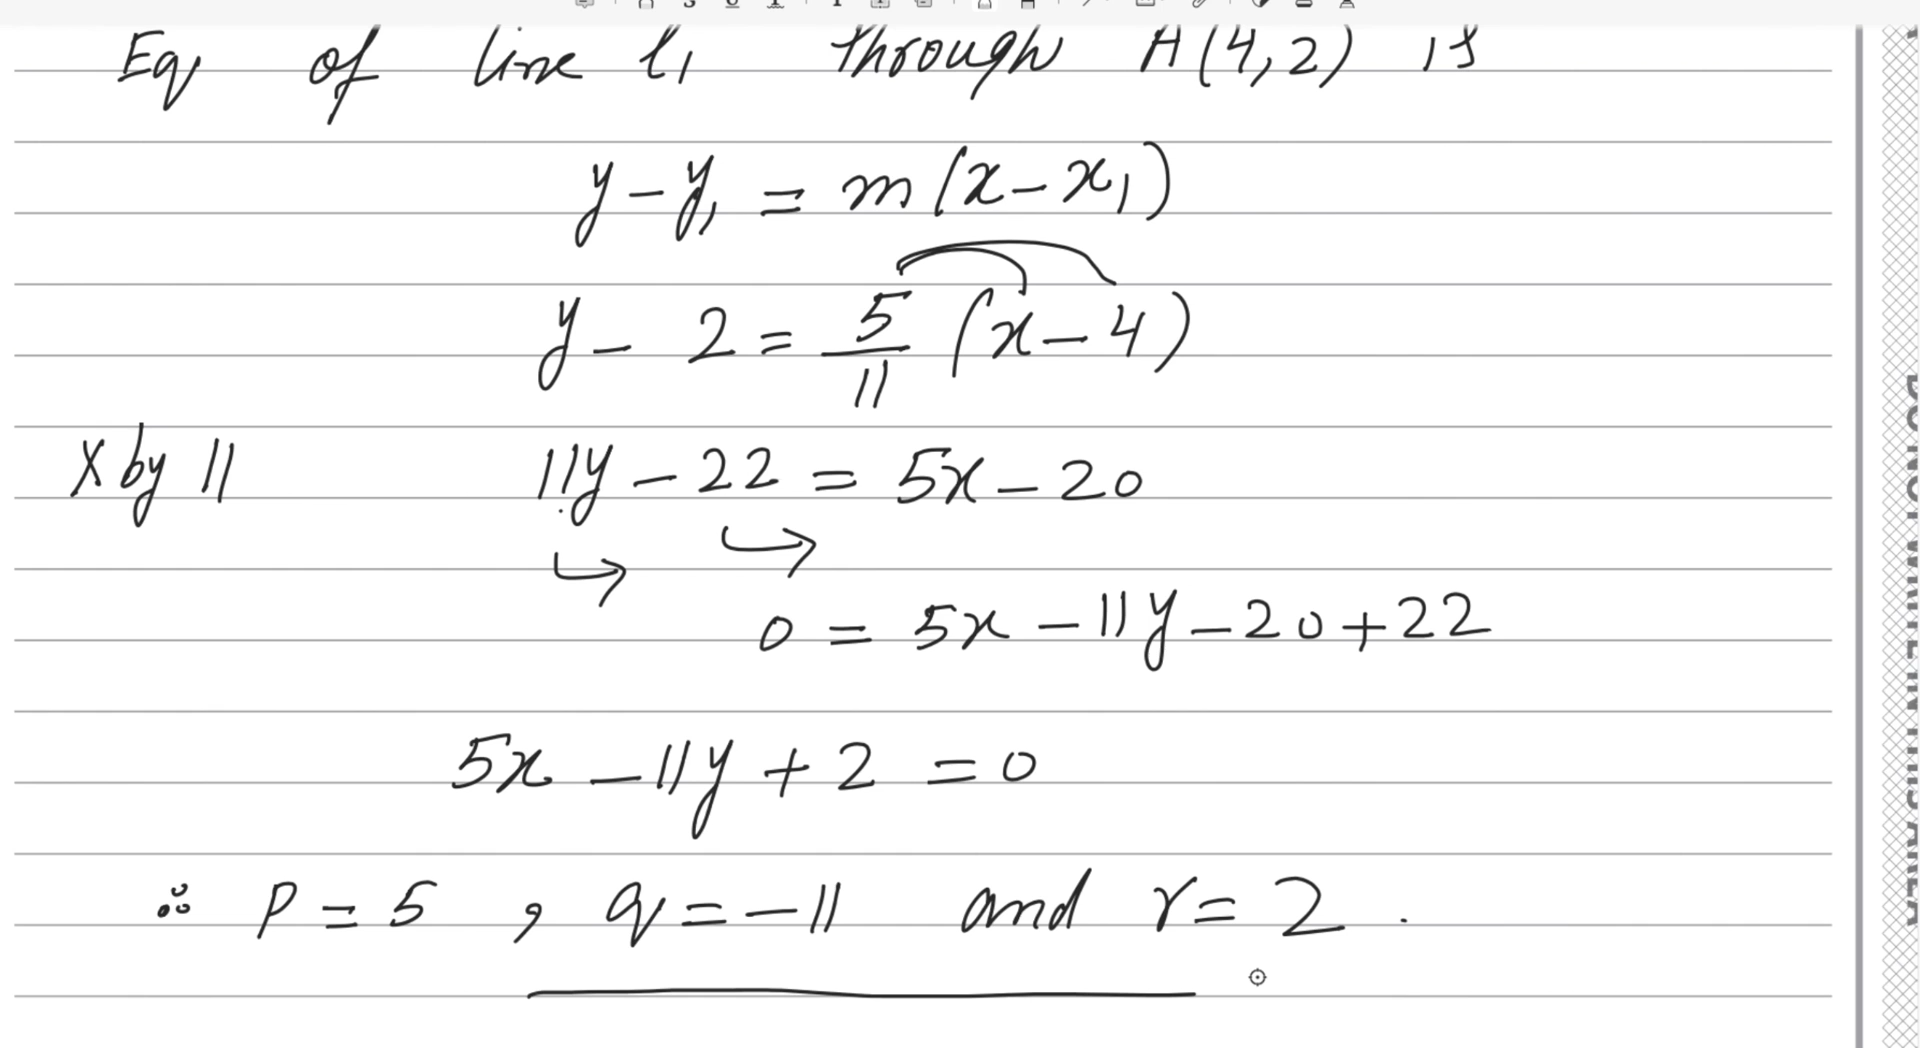 Eq of line l₁ through A(4,2) is
y - y₁ = m(x - x₁)
y - 2 = 5/11 (x - 4)
X by 11 11y - 22 = 5x - 20
0 = 5x - 11y - 20 + 22
5x - 11y + 2 = 0
∴ p = 5 , q = -11 and r = 2 .